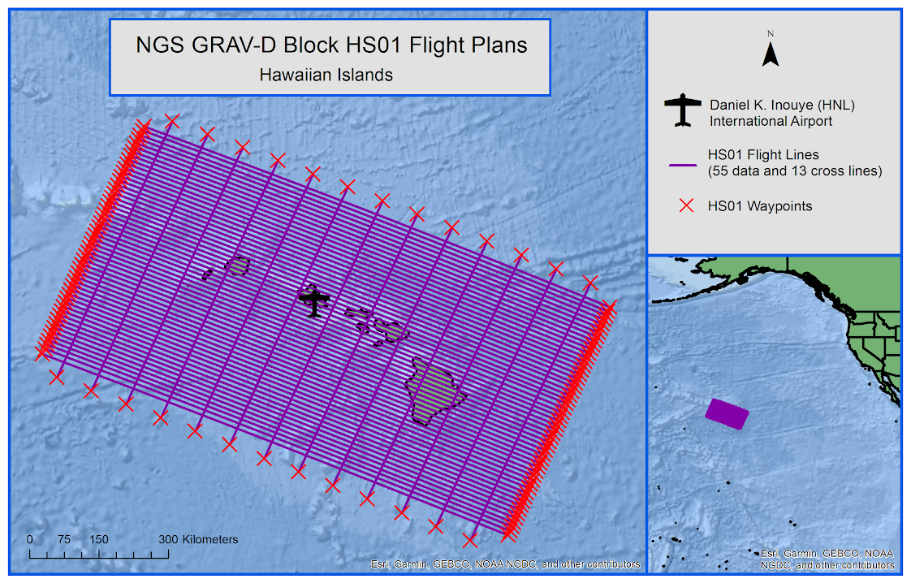 NGS GRAV-D Block HS01 Flight Plans
Hawaiian Islands
N
Daniel K. Inouye (HNL)
International Airport
HS01 Flight Lines
(55 data and 13 cross lines)
HS01 Waypoints
0 75 150 300 Kilometers
Esri, Garmin, GEBCO, NOAA NGDC, and other contributors
Esri, Garmin, GEBCO, NOAA
NGDC, and other contributors